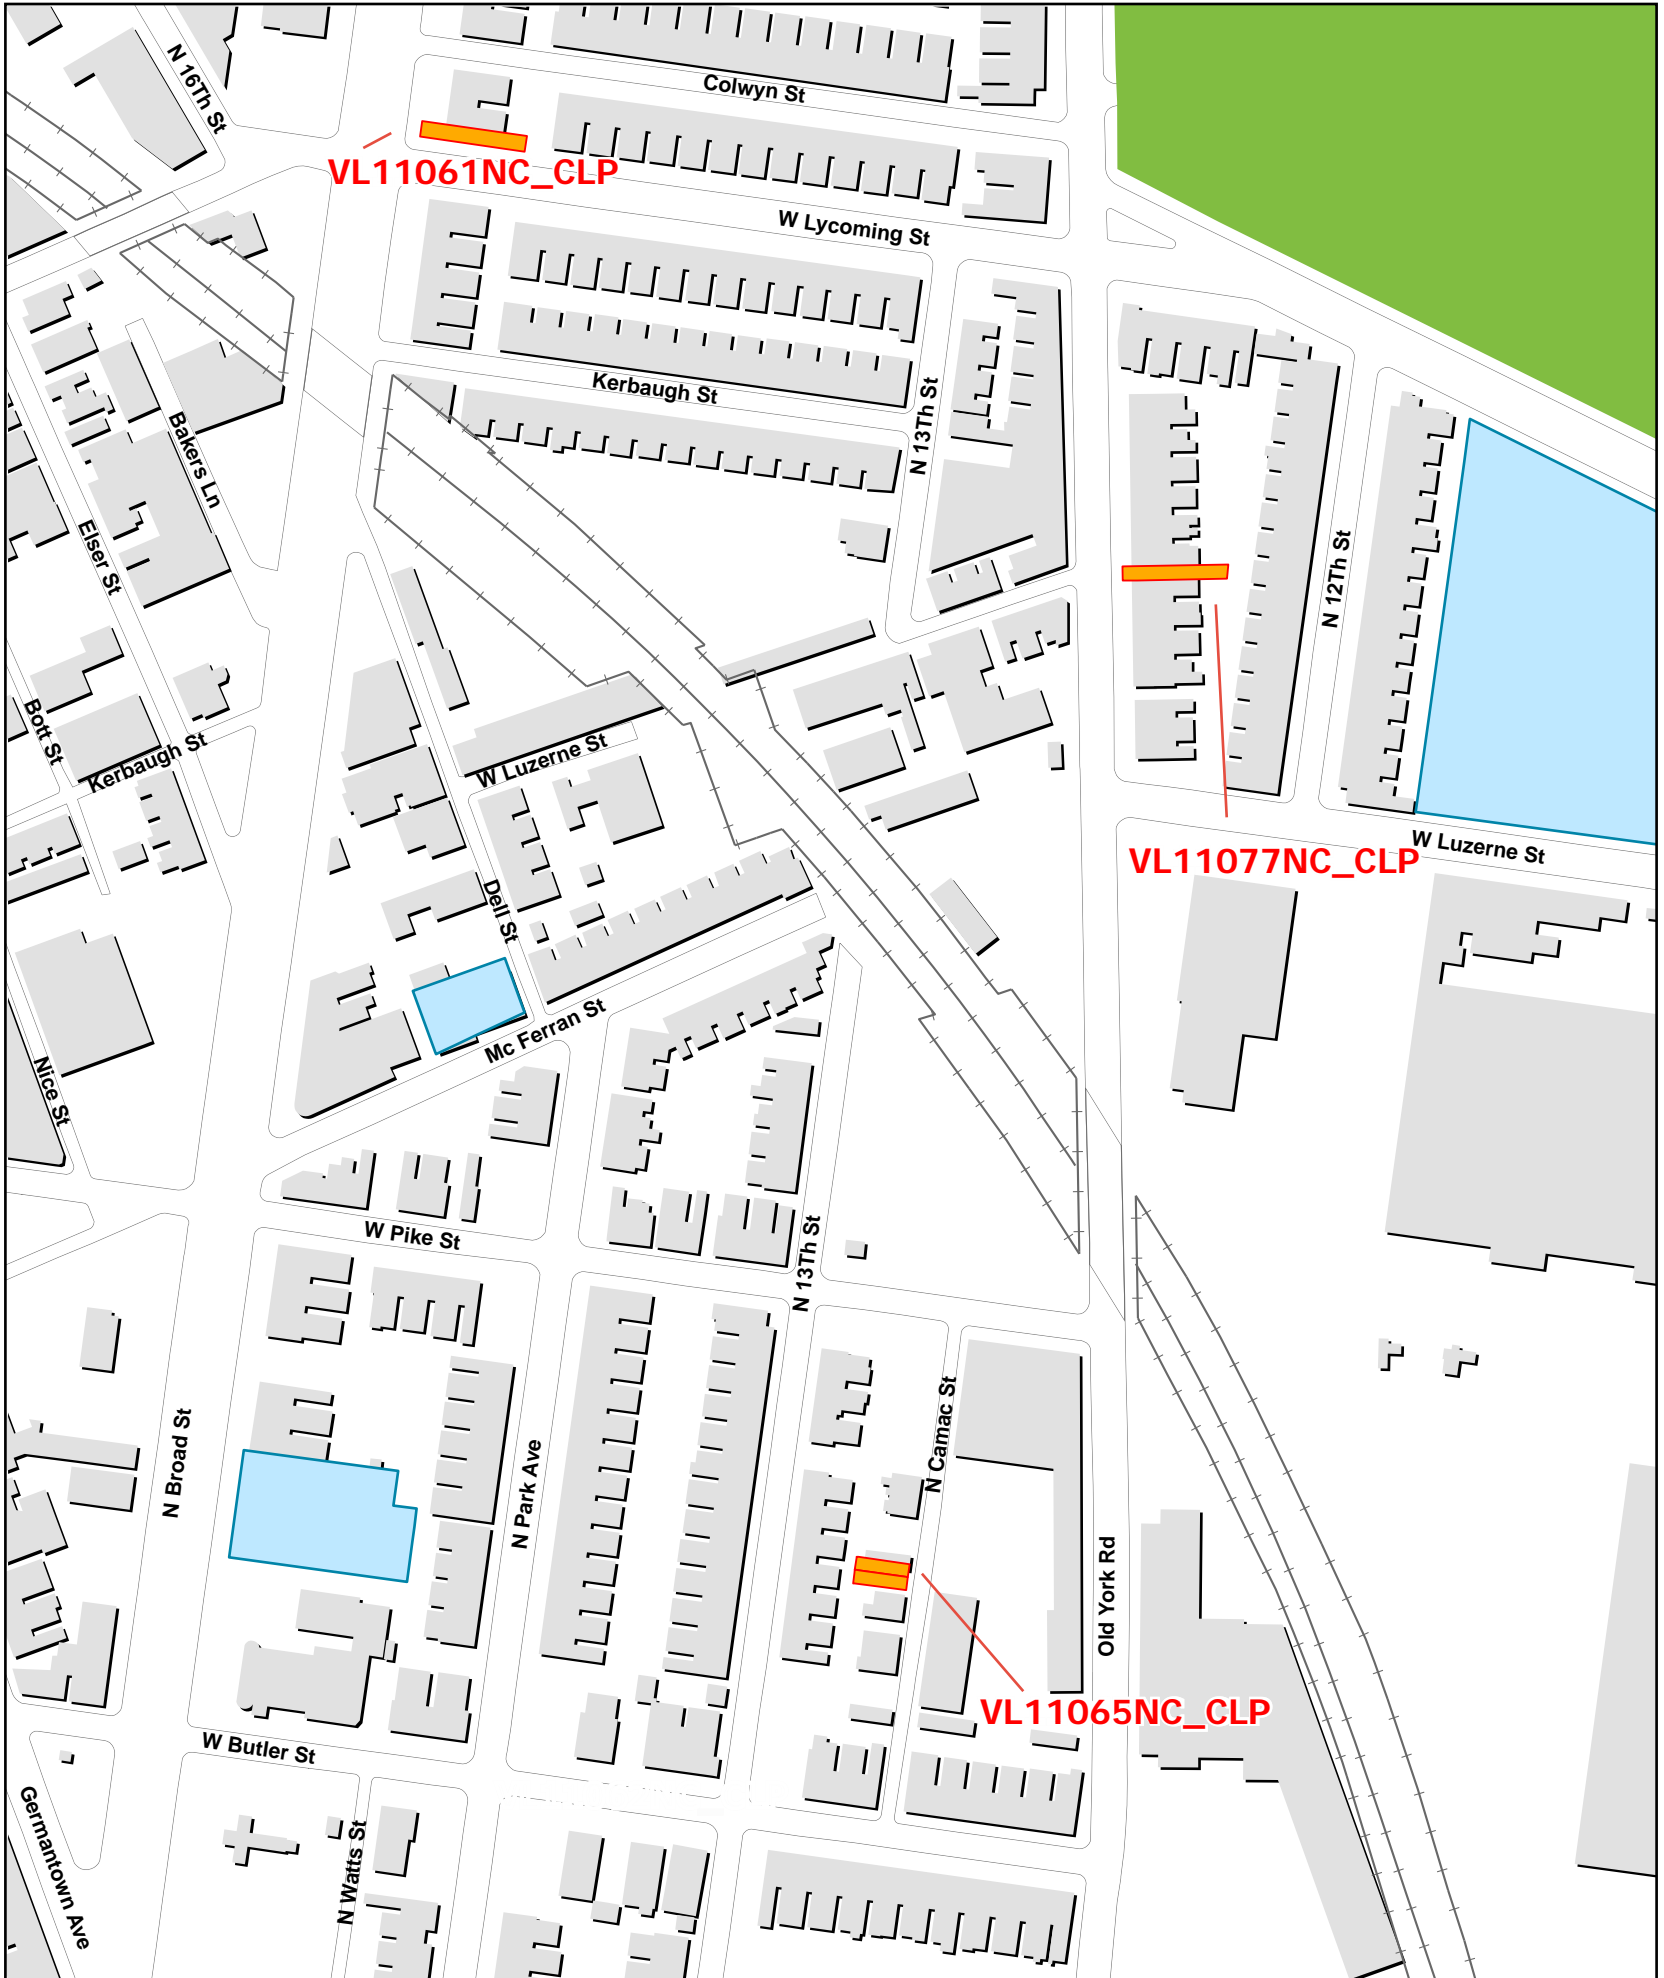 N 16Th St
Colwyn St
VL11061NC_CLP
W Lycoming St
Kerbaugh St
N 13Th St
Bakers Ln
Elser St
N 12Th St
Bott St
Kerbaugh St
W Luzerne St
W Luzerne St
VL11077NC_CLP
Dell St
Mc Ferran St
Nice St
W Pike St
N 13Th St
N Camac St
N Broad St
N Park Ave
Old York Rd
VL11065NC_CLP
W Butler St
Germantown Ave
N Watts St